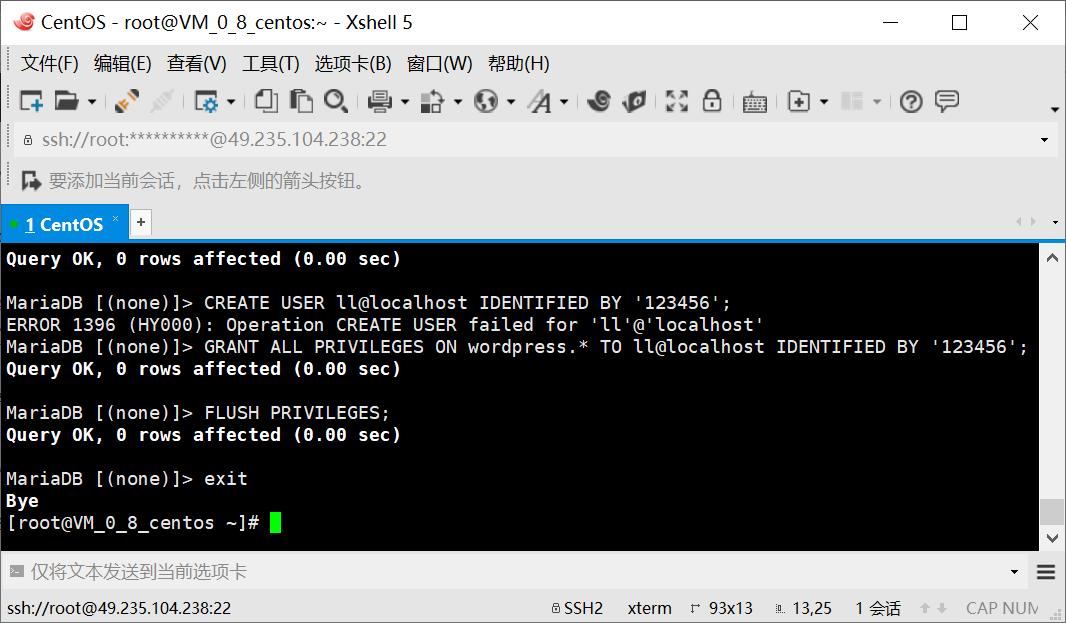 CentOS - root@VM_0_8_centos:~ - Xshell 5
文件(F) 编辑(E) 查看(V) 工具(T) 选项卡(B) 窗口(W) 帮助(H)
ssh://root:**********@49.235.104.238:22
要添加当前会话，点击左侧的箭头按钮。
1 CentOS × +
Query OK, 0 rows affected (0.00 sec)
MariaDB [(none)]> CREATE USER ll@localhost IDENTIFIED BY '123456';
ERROR 1396 (HY000): Operation CREATE USER failed for 'll'@'localhost'
MariaDB [(none)]> GRANT ALL PRIVILEGES ON wordpress.* TO ll@localhost IDENTIFIED BY '123456';
Query OK, 0 rows affected (0.00 sec)
MariaDB [(none)]> FLUSH PRIVILEGES;
Query OK, 0 rows affected (0.00 sec)
MariaDB [(none)]> exit
Bye
[root@VM_0_8_centos ~]#
仅将文本发送到当前选项卡
ssh://root@49.235.104.238:22 SSH2 xterm 93x13 13,25 1 会话 CAP NUM